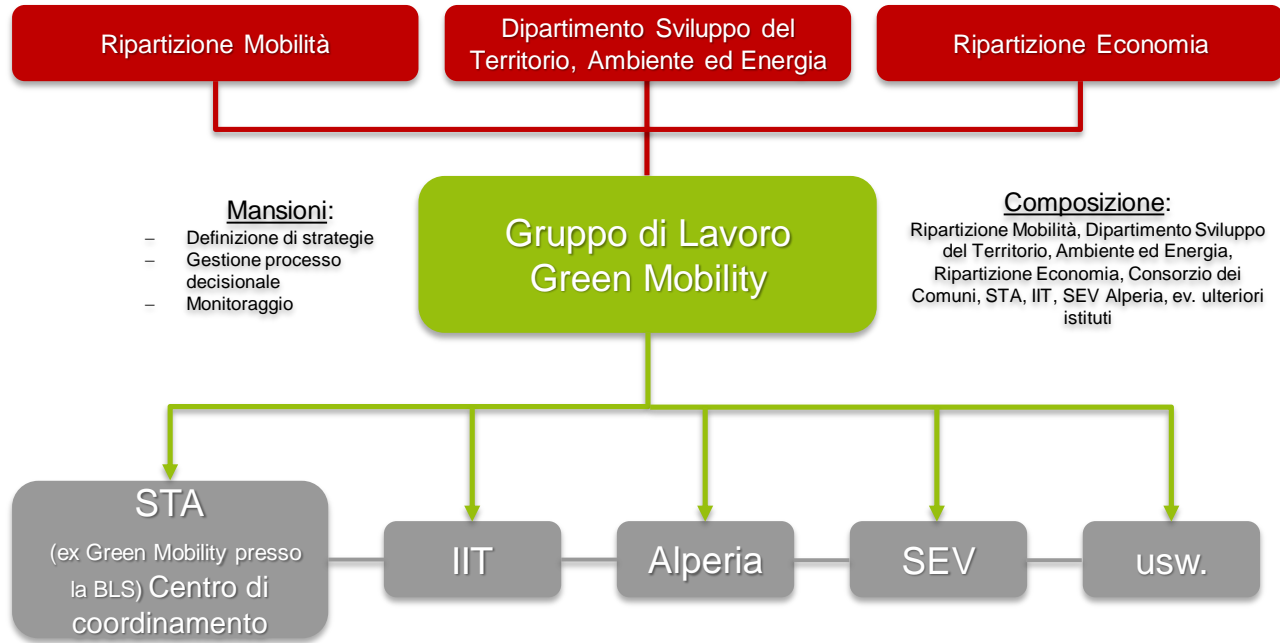 Ripartizione Mobilità
Dipartimento Sviluppo del
Territorio, Ambiente ed Energia
Ripartizione Economia
Mansioni:
– Definizione di strategie
– Gestione processo
decisionale
– Monitoraggio
Gruppo di Lavoro
Green Mobility
Composizione:
Ripartizione Mobilità, Dipartimento Sviluppo
del Territorio, Ambiente ed Energia,
Ripartizione Economia, Consorzio dei
Comuni, STA, IIT, SEV Alperia, ev. ulteriori
istituti
STA
(ex Green Mobility presso
la BLS) Centro di
coordinamento
IIT
Alperia
SEV
usw.